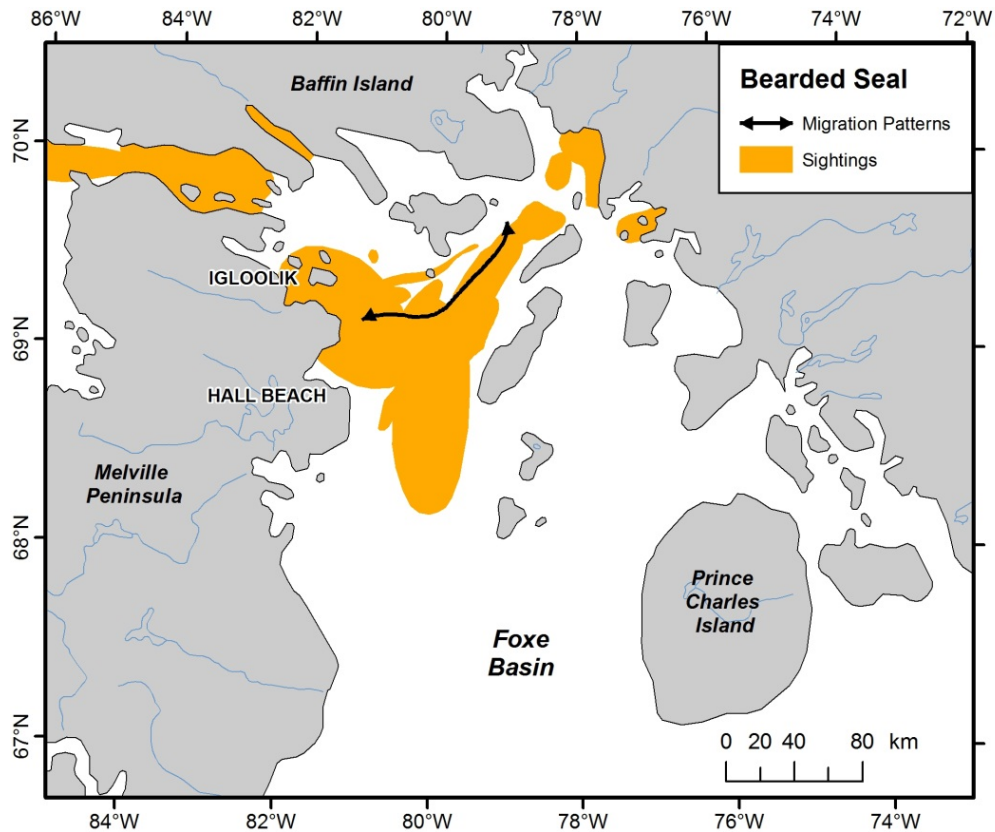 86°W 84°W 82°W 80°W 78°W 76°W 74°W 72°W
Bearded Seal
Migration Patterns
Sightings
Baffin Island
70°N
IGLOOLIK
69°N
HALL BEACH
Melville
Peninsula
68°N
Prince
Charles
Island
Foxe
Basin
67°N
0 20 40 80 km
84°W 82°W 80°W 78°W 76°W 74°W